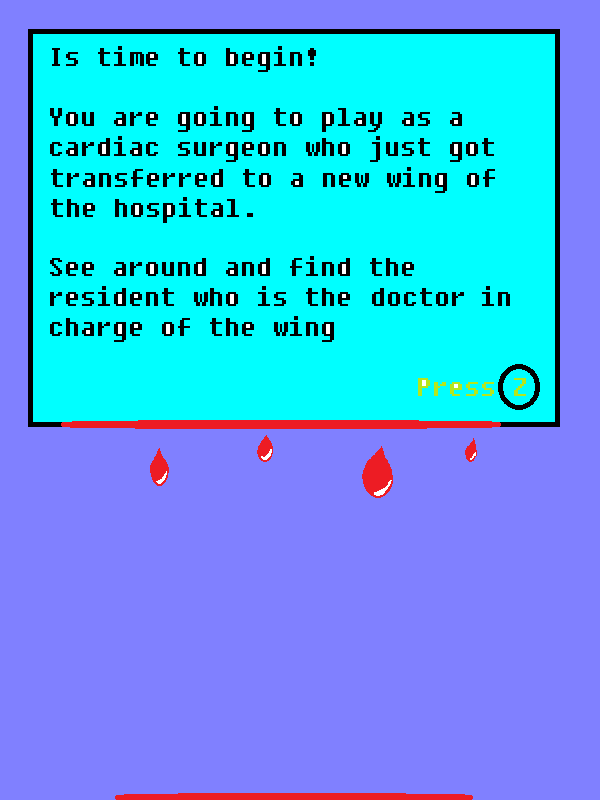 Is time to begin!
You are going to play as a
cardiac surgeon who just got
transferred to a new wing of
the hospital.
See around and find the
resident who is the doctor in
charge of the wing
Press Z